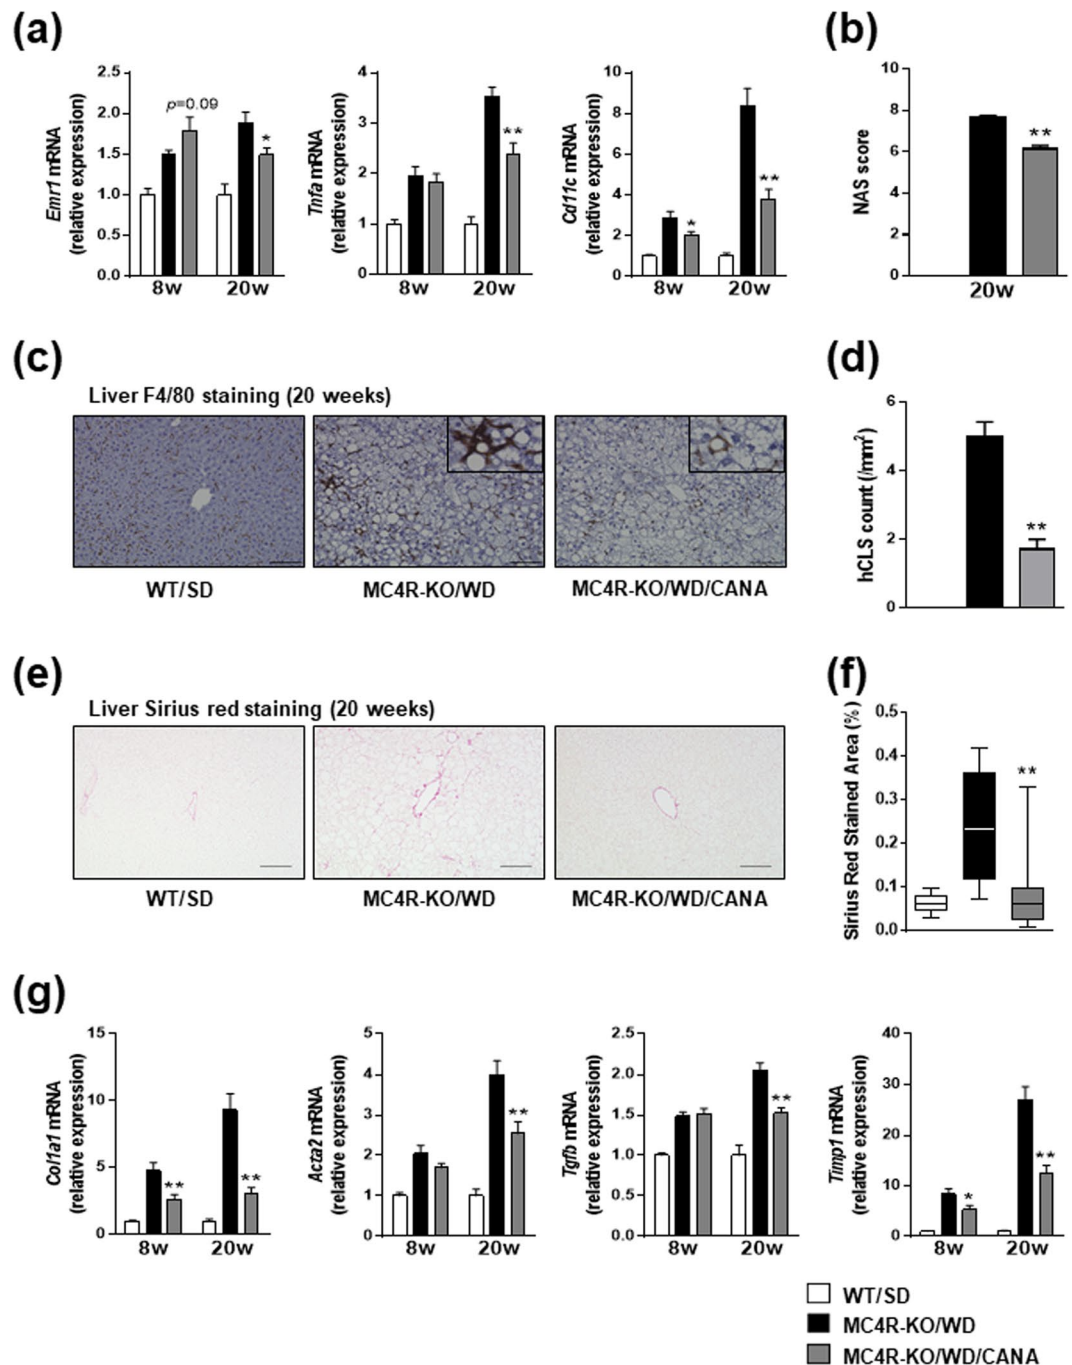 (a)
(b)
Emr1 mRNA
(relative expression)
2.5
2.0
1.5
1.0
0.5
0.0
p=0.09
*
8w
20w
Tnfa mRNA
(relative expression)
4
3
2
1
0
**
8w
20w
Cd11c mRNA
(relative expression)
10
8
6
4
2
0
*
**
8w
20w
NAS score
10
8
6
4
2
0
**
20w
(c)
Liver F4/80 staining (20 weeks)
WT/SD
MC4R-KO/WD
MC4R-KO/WD/CANA
(d)
hCLS count (/mm²)
6
4
2
0
**
(e)
Liver Sirius red staining (20 weeks)
WT/SD
MC4R-KO/WD
MC4R-KO/WD/CANA
(f)
Sirius Red Stained Area (%)
0.5
0.4
0.3
0.2
0.1
0.0
**
(g)
Col1a1 mRNA
(relative expression)
15
10
5
0
**
**
8w
20w
Acta2 mRNA
(relative expression)
5
4
3
2
1
0
**
8w
20w
Tgfb mRNA
(relative expression)
2.5
2.0
1.5
1.0
0.5
0.0
**
8w
20w
Timp1 mRNA
(relative expression)
40
30
20
10
0
*
**
8w
20w
WT/SD
MC4R-KO/WD
MC4R-KO/WD/CANA